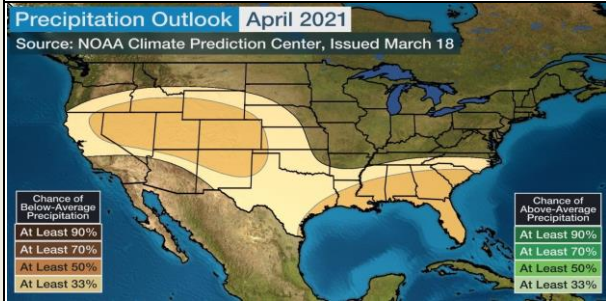 Precipitation Outlook April 2021
Source: NOAA Climate Prediction Center, Issued March 18
Chance of
Below-Average
Precipitation
At Least 90%
At Least 70%
At Least 50%
At Least 33%
Chance of
Above-Average
Precipitation
At Least 90%
At Least 70%
At Least 50%
At Least 33%